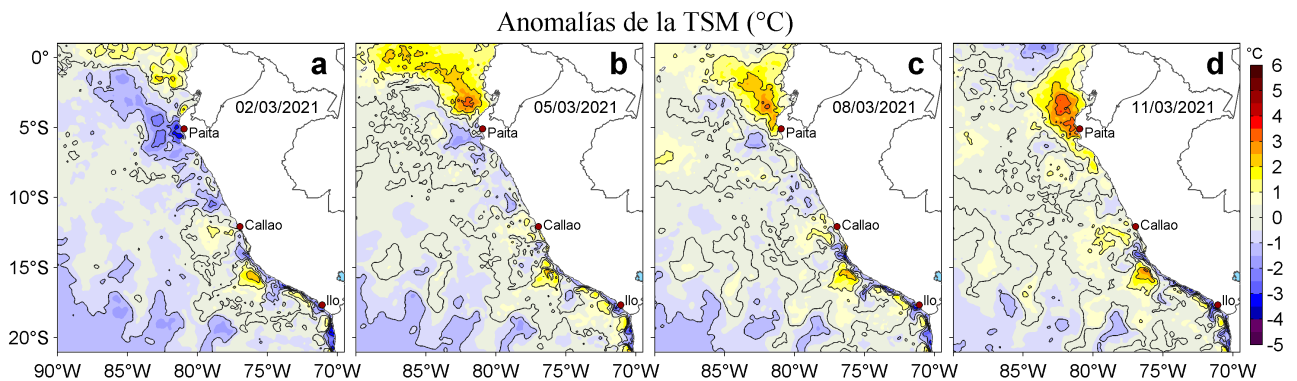 Anomalías de la TSM (°C)
a b c d °C
0° 6
02/03/2021 05/03/2021 08/03/2021 11/03/2021 5
4
5°S Paita Paita Paita Paita 3
2
10°S 1
0
Callao Callao Callao Callao -1
15°S -2
Ilo Ilo Ilo Ilo -3
20°S -4
-5
90°W 85°W 80°W 75°W 70°W 85°W 80°W 75°W 70°W 85°W 80°W 75°W 70°W 85°W 80°W 75°W 70°W